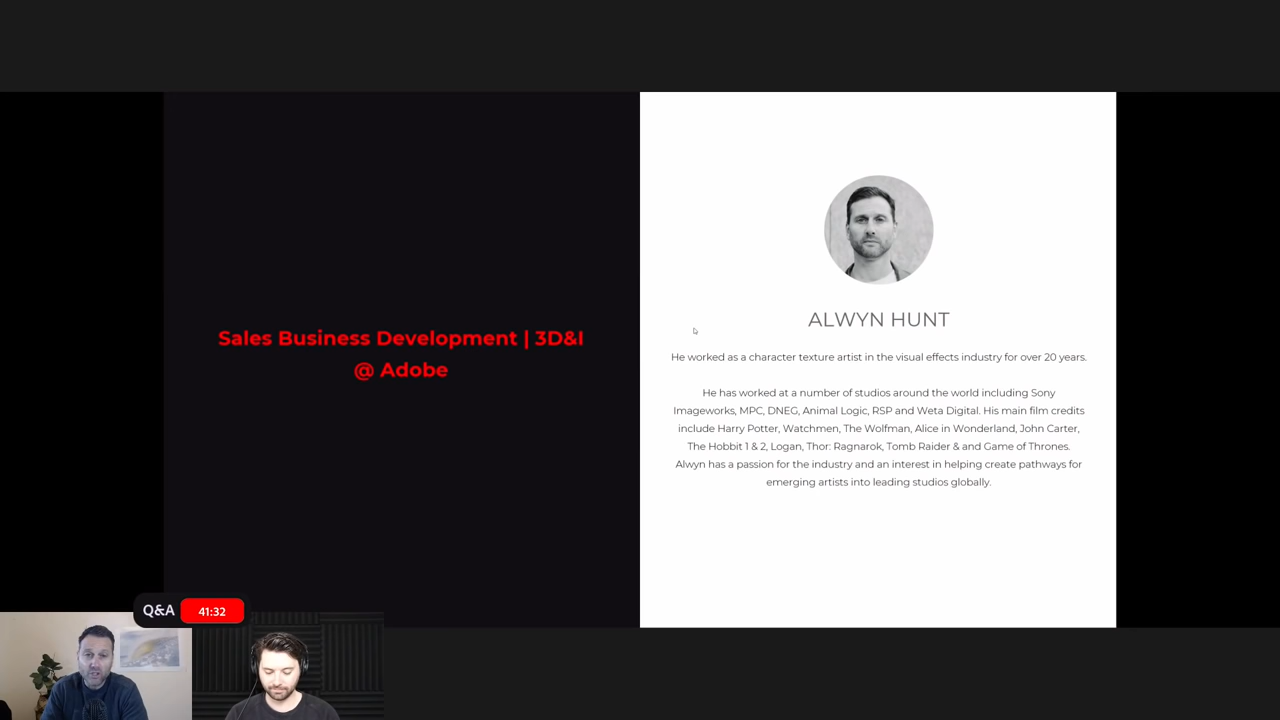 Sales Business Development | 3D&I
@ Adobe
ALWYN HUNT
He worked as a character texture artist in the visual effects industry for over 20 years.
He has worked at a number of studios around the world including Sony
Imageworks, MPC, DNEG, Animal Logic, RSP and Weta Digital. His main film credits
include Harry Potter, Watchmen, The Wolfman, Alice in Wonderland, John Carter,
The Hobbit 1 & 2, Logan, Thor: Ragnarok, Tomb Raider & and Game of Thrones.
Alwyn has a passion for the industry and an interest in helping create pathways for
emerging artists into leading studios globally.
Q&A 41:32